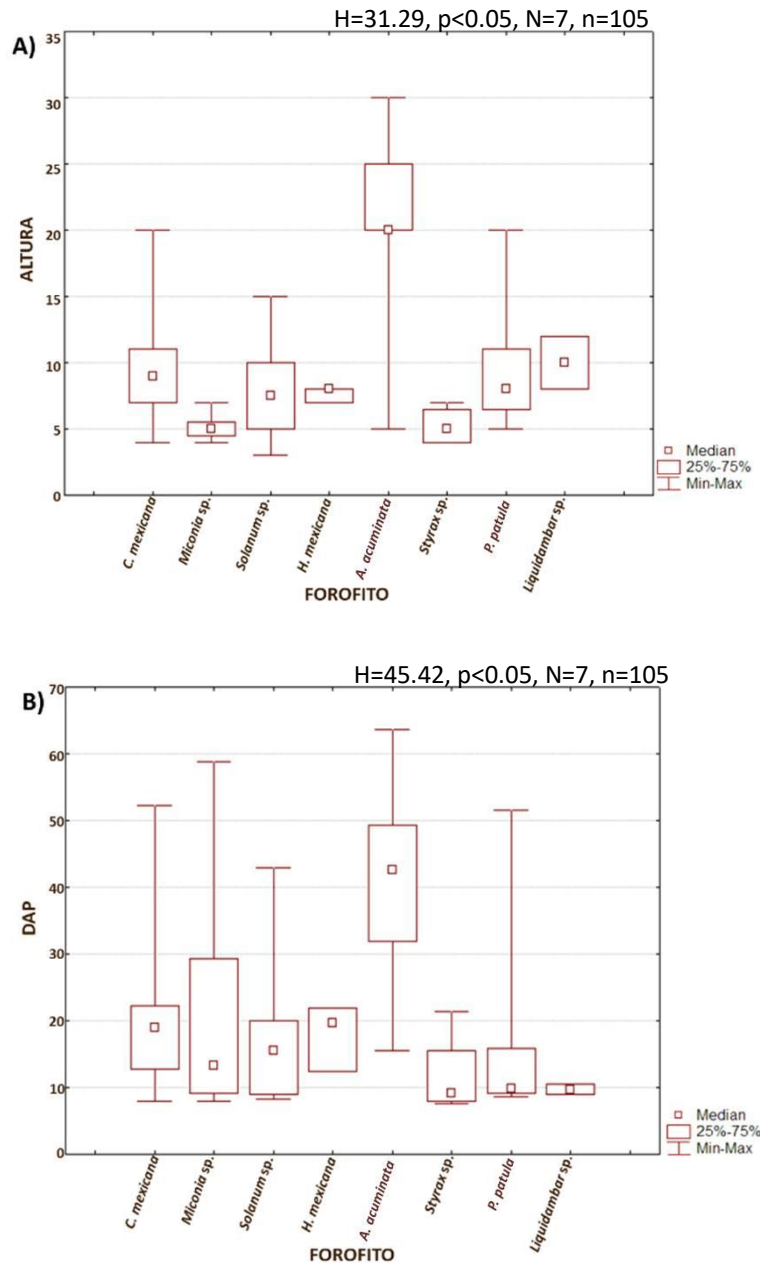 H=31.29, p<0.05, N=7, n=105
A)
35
30
25
20
15
10
5
0
ALTURA
C. mexicana
Miconia sp.
Solanum sp.
H. mexicana
A. acuminata
Styrax sp.
P. patula
Liquidambar sp.
FOROFITO
Median
25%-75%
Min-Max
H=45.42, p<0.05, N=7, n=105
B)
70
60
50
40
30
20
10
0
DAP
C. mexicana
Miconia sp.
Solanum sp.
H. mexicana
A. acuminata
Styrax sp.
P. patula
Liquidambar sp.
FOROFITO
Median
25%-75%
Min-Max